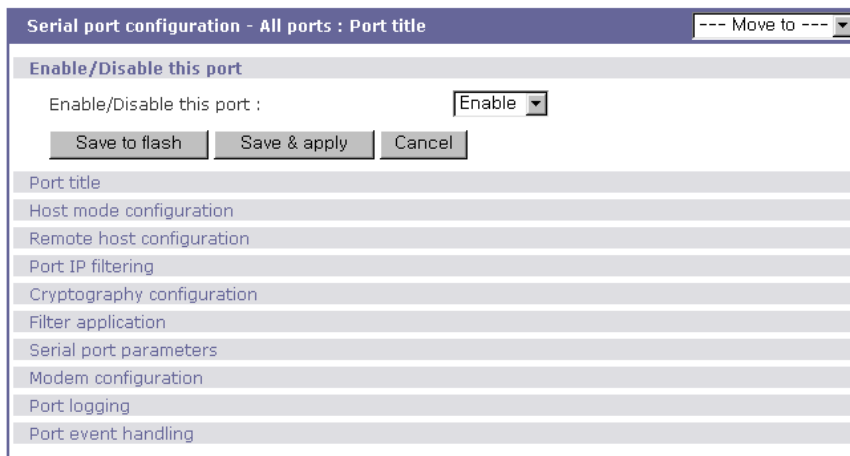 Serial port configuration - All ports : Port title --- Move to ---
Enable/Disable this port
Enable/Disable this port : Enable
Save to flash Save & apply Cancel
Port title
Host mode configuration
Remote host configuration
Port IP filtering
Cryptography configuration
Filter application
Serial port parameters
Modem configuration
Port logging
Port event handling